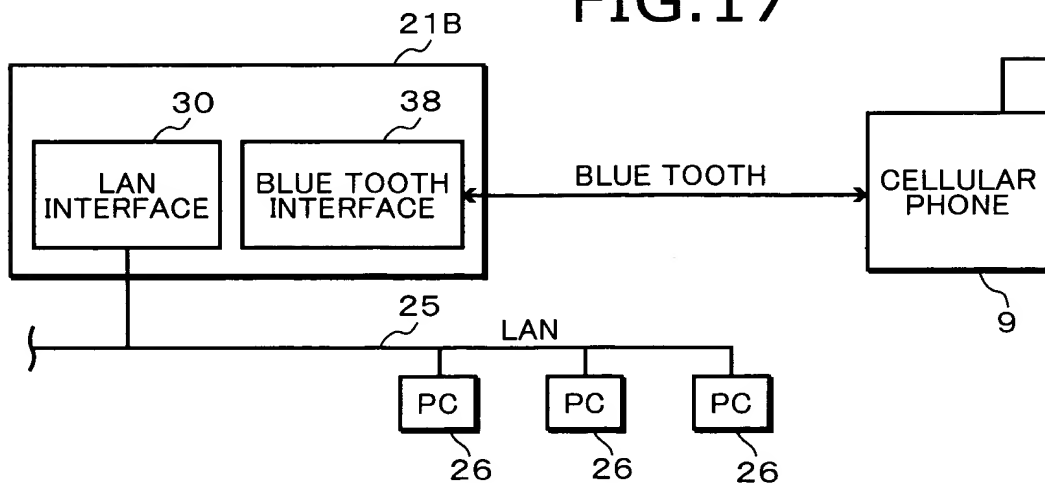 FIG.17
21B
30
38
LAN
INTERFACE
BLUE TOOTH
INTERFACE
BLUE TOOTH
CELLULAR
PHONE
9
25
LAN
PC
PC
PC
26
26
26